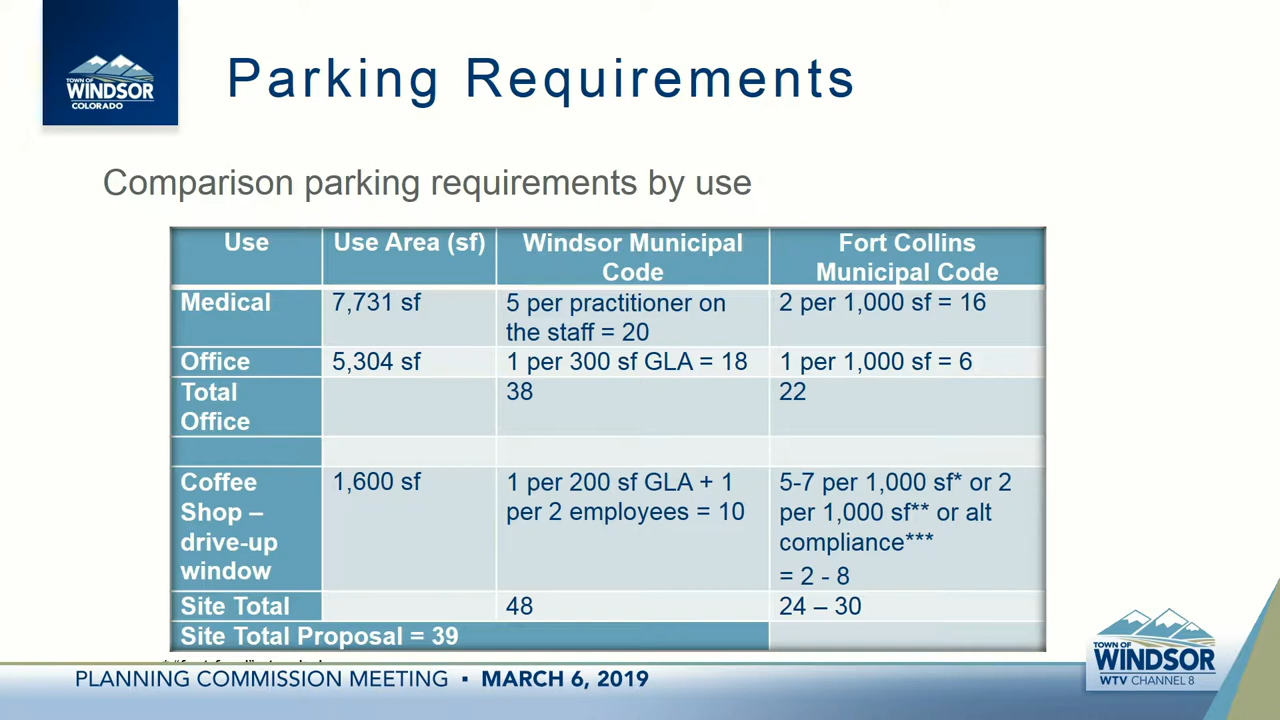 TOWN OF
WINDSOR
COLORADO
Parking Requirements
Comparison parking requirements by use
Use
Use Area (sf)
Windsor Municipal
Code
Fort Collins
Municipal Code
Medical
7,731 sf
5 per practitioner on
the staff = 20
2 per 1,000 sf = 16
Office
5,304 sf
1 per 300 sf GLA = 18
1 per 1,000 sf = 6
Total
Office
38
22
Coffee
Shop –
drive-up
window
1,600 sf
1 per 200 sf GLA + 1
per 2 employees = 10
5-7 per 1,000 sf* or 2
per 1,000 sf** or alt
compliance***
= 2 - 8
Site Total
48
24 – 30
Site Total Proposal = 39
PLANNING COMMISSION MEETING ▪ MARCH 6, 2019
TOWN OF
WINDSOR
WTV CHANNEL 8